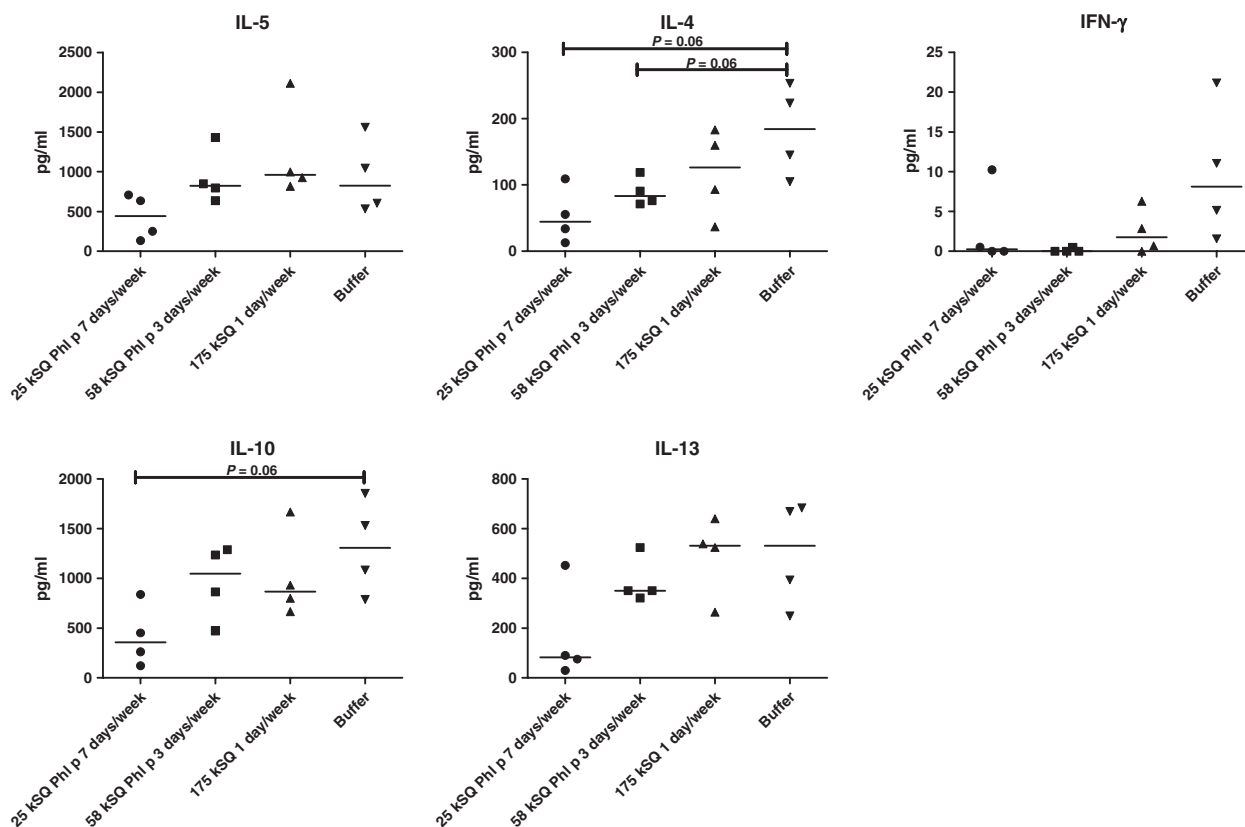 IL-5
pg/ml
2500
2000
1500
1000
500
0
25 kSQ Phl p 7 days/week
58 kSQ Phl p 3 days/week
175 kSQ 1 day/week
Buffer
IL-4
P = 0.06
P = 0.06
pg/ml
300
200
100
0
25 kSQ Phl p 7 days/week
58 kSQ Phl p 3 days/week
175 kSQ 1 day/week
Buffer
IFN-γ
pg/ml
25
20
15
10
5
0
25 kSQ Phl p 7 days/week
58 kSQ Phl p 3 days/week
175 kSQ 1 day/week
Buffer
IL-10
P = 0.06
pg/ml
2000
1500
1000
500
0
25 kSQ Phl p 7 days/week
58 kSQ Phl p 3 days/week
175 kSQ 1 day/week
Buffer
IL-13
pg/ml
800
600
400
200
0
25 kSQ Phl p 7 days/week
58 kSQ Phl p 3 days/week
175 kSQ 1 day/week
Buffer